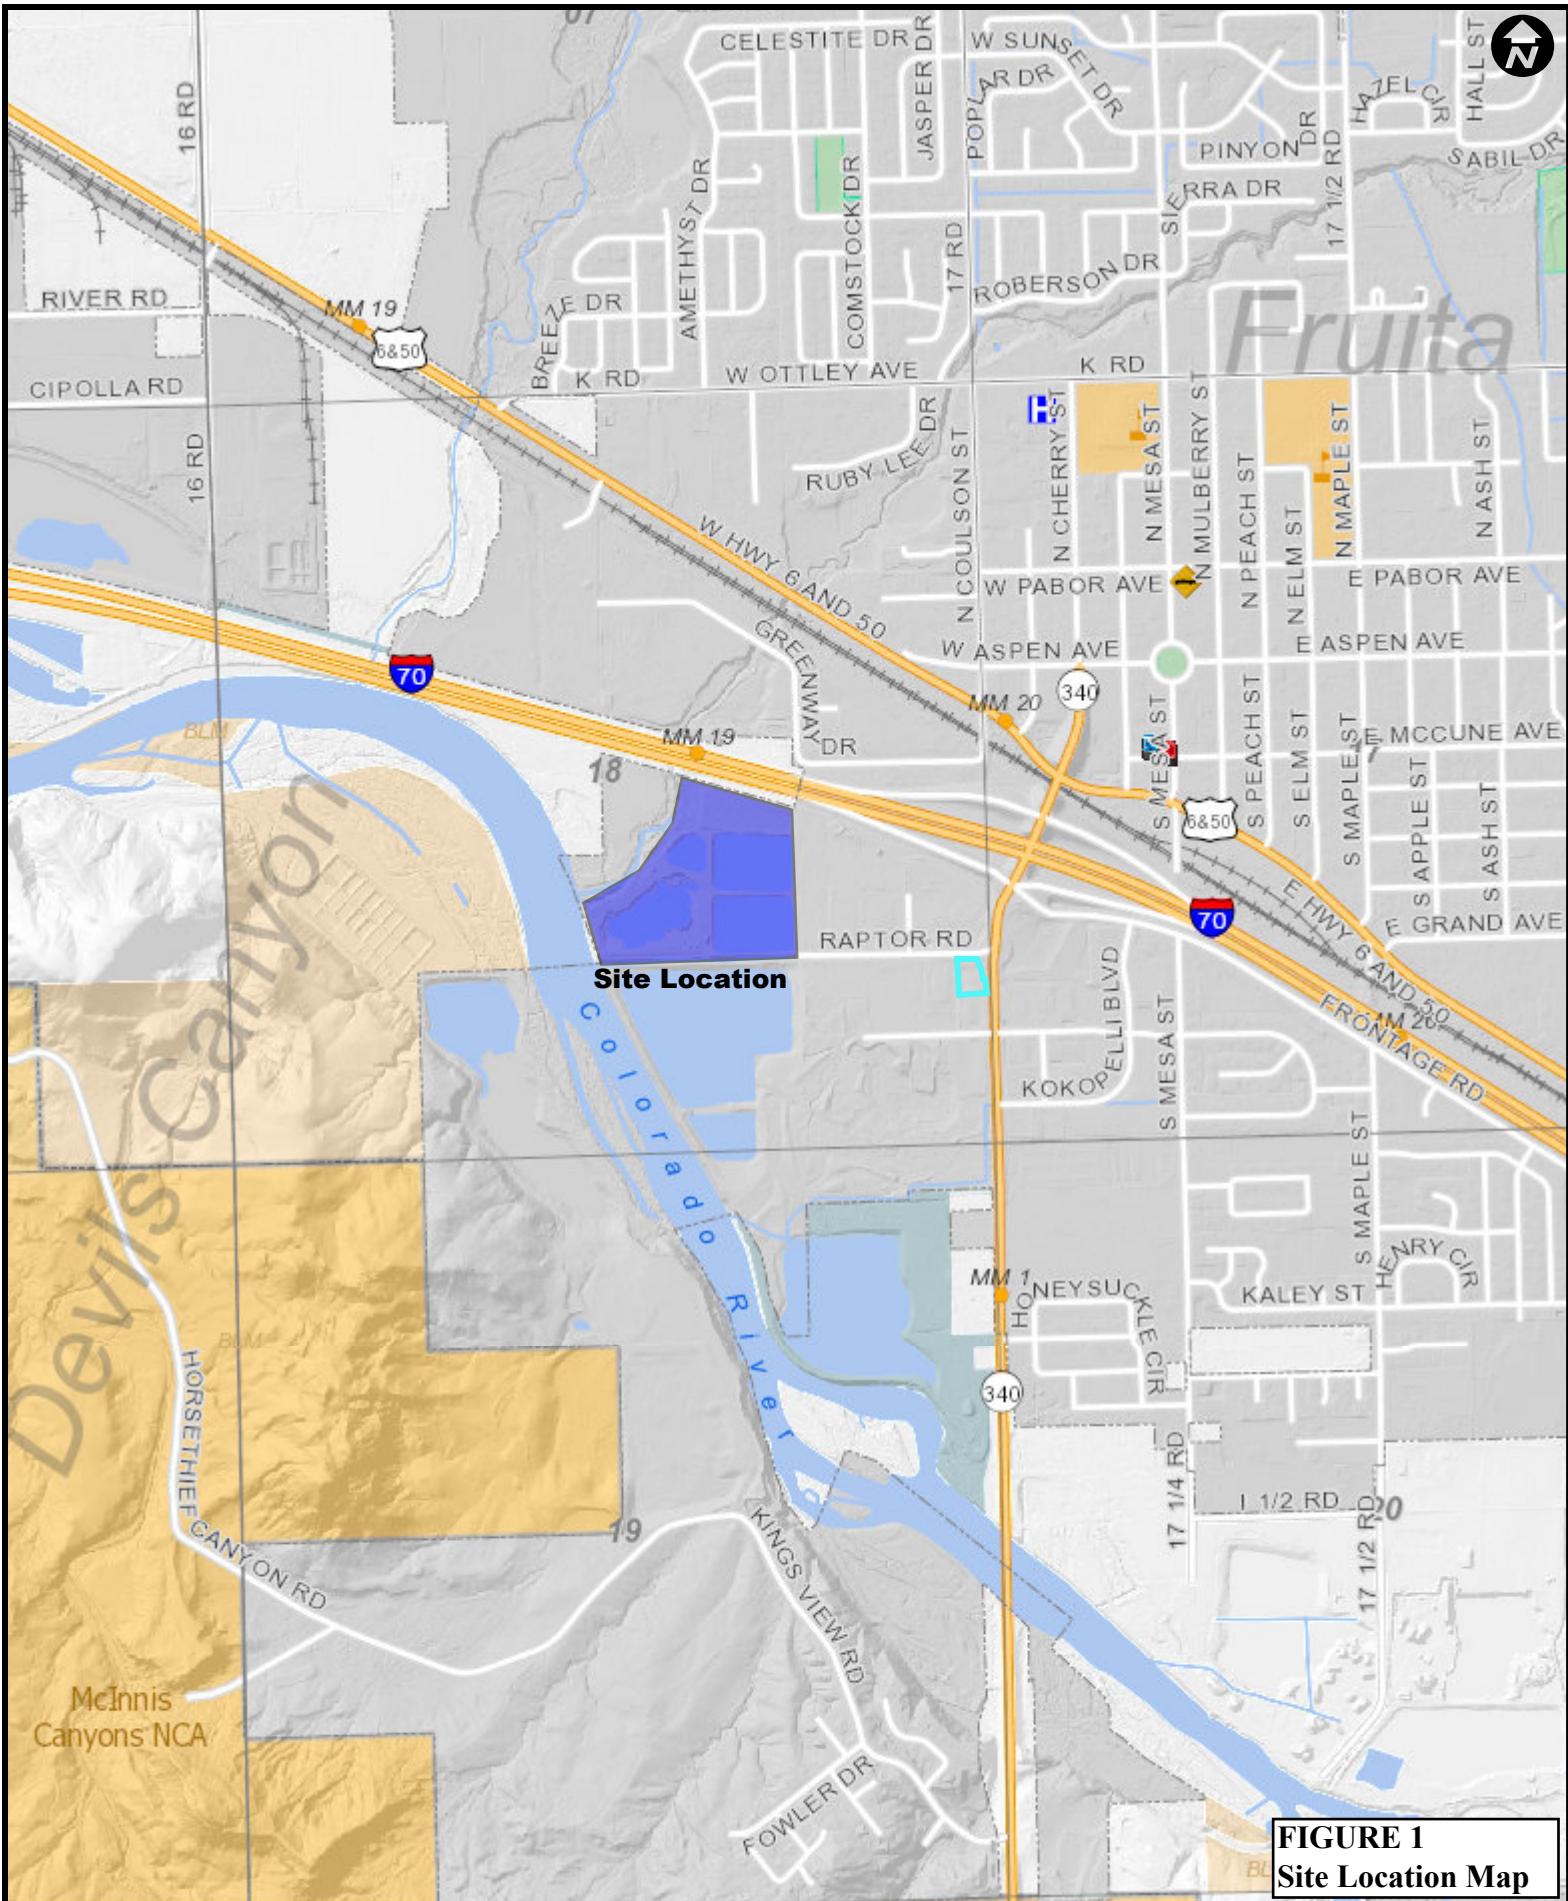 07
N
CELESTITE DR
JASPER DR
W SUNSET DR
POPLAR DR
HAZEL CIR
HALL ST
16 RD
PINYON DR
17 1/2 RD
SABIL DR
AMETHYST DR
COMSTOCK DR
SIERRA DR
17 RD
ROBERSON DR
RIVER RD
MM 19
6&50
BREEZE DR
Fruita
CIPOLLA RD
K RD
W OTTLEY AVE
K RD
H
16 RD
RUBY LEE DR
N COULSON ST
N CHERRY ST
N MESA ST
N MULBERRY ST
N PEACH ST
N ELM ST
N MAPLE ST
N ASH ST
W HWY 6 AND 50
W PABOR AVE
E PABOR AVE
GREENWAY DR
W ASPEN AVE
E ASPEN AVE
70
340
MM 20
BLM
MM 19
18
S MESA ST
S PEACH ST
S ELM ST
S MAPLE ST
17
E MCCUNE AVE
S APPLE ST
S ASH ST
6&50
E HWY 6 AND 50
70
E GRAND AVE
RAPTOR RD
Site Location
Devils Canyon
Colorado River
KOKOPELLI BLVD
S MESA ST
MM 20
FRONTAGE RD
S MAPLE ST
HENRY CIR
MM 1
HONEYSUCKLE CIR
KALEY ST
BLM
HORSETHIEF CANYON RD
340
17 1/4 RD
I 1/2 RD
20
17 1/2 RD
19
KINGS VIEW RD
McInnis
Canyons NCA
FOWLER DR
FIGURE 1
Site Location Map